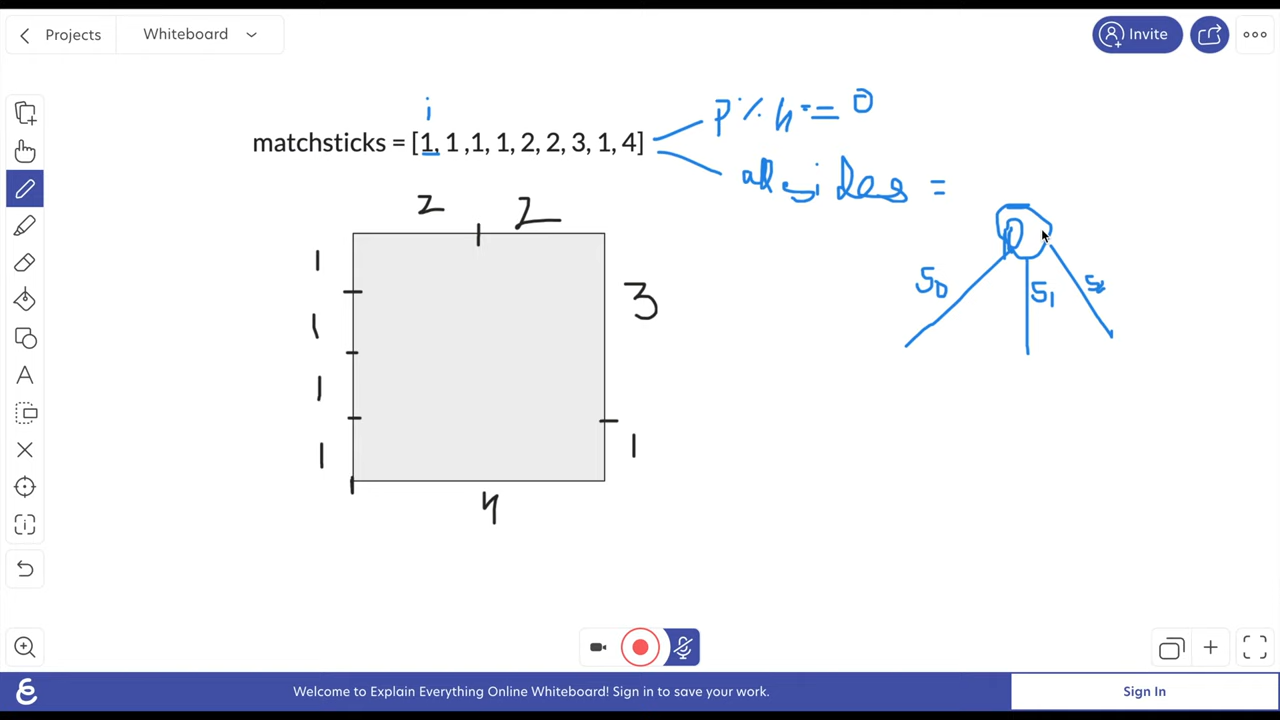 Projects
Whiteboard
Invite
i
matchsticks = [1, 1 ,1, 1, 2, 2, 3, 1, 4]
P % 4 == 0
all sides =
2 2
1
1
1
1
3
1
4
0
S0 S1 S2
A
Welcome to Explain Everything Online Whiteboard! Sign in to save your work.
Sign In